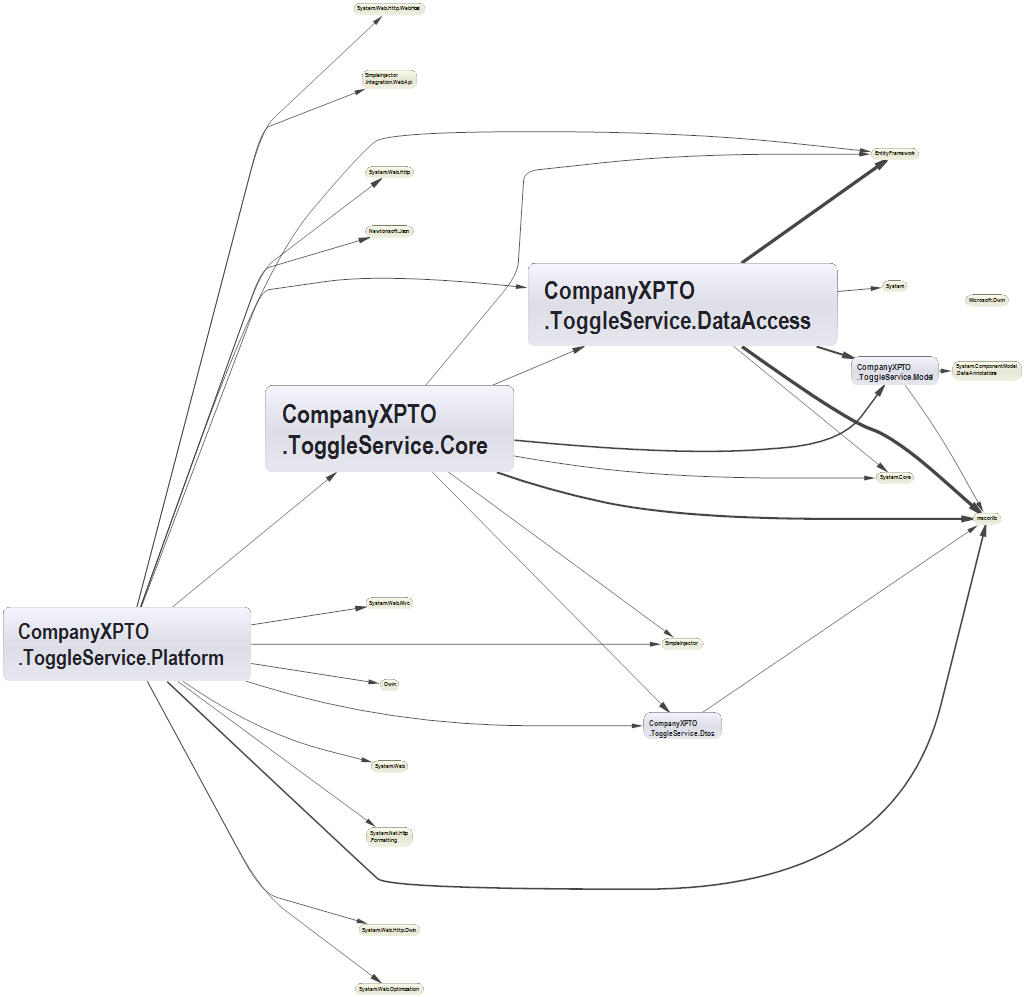 System.Web.Http.WebHost
SimpleInjector
.Integration.WebApi
EntityFramework
System.Web.Http
Newtonsoft.Json
CompanyXPTO
.ToggleService.DataAccess
System
Microsoft.Owin
CompanyXPTO
.ToggleService.Model
System.ComponentModel
.DataAnnotations
CompanyXPTO
.ToggleService.Core
System.Core
mscorlib
System.Web.Mvc
CompanyXPTO
.ToggleService.Platform
SimpleInjector
Owin
CompanyXPTO
.ToggleService.Dtos
System.Web
System.Net.Http
.Formatting
System.Web.Http.Owin
System.Web.Optimization